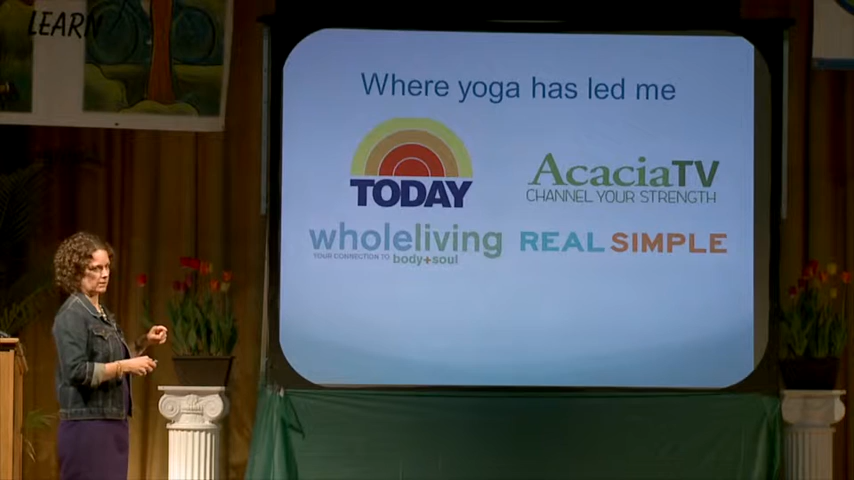 LEARN
Where yoga has led me
TODAY
AcaciaTV
CHANNEL YOUR STRENGTH
wholeliving
YOUR CONNECTION TO body+soul
REAL SIMPLE